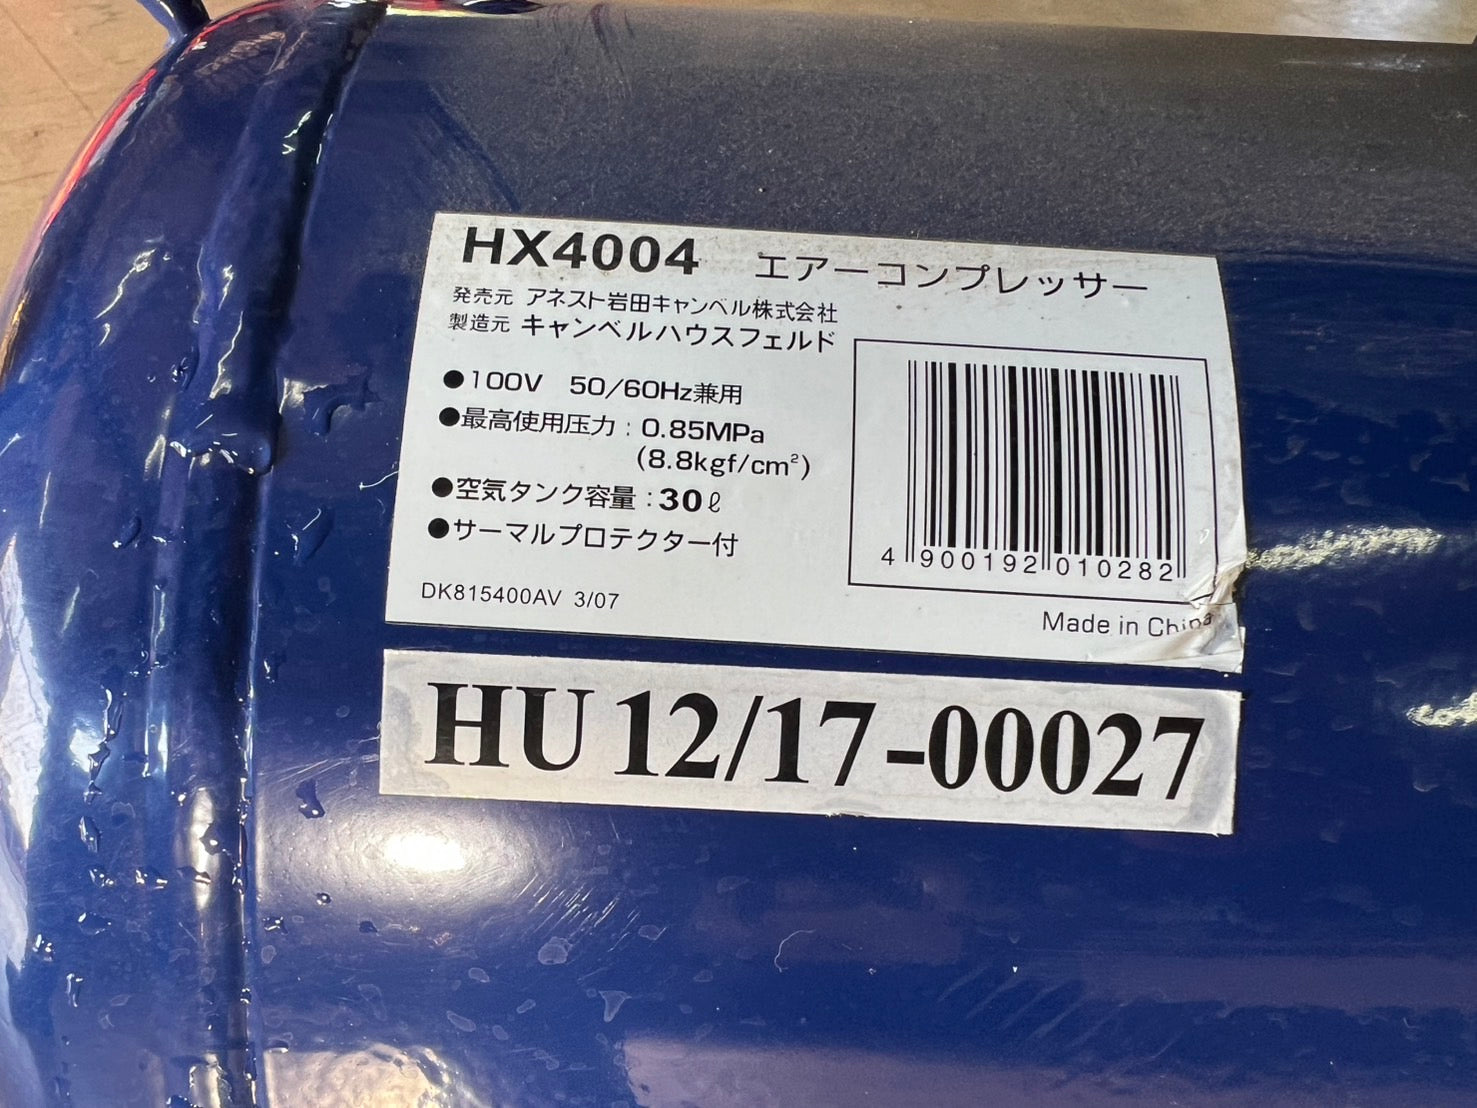 HX4004 エアーコンプレッサー
発売元 アネスト岩田キャンベル株式会社
製造元 キャンベルハウスフェルド
●100V 50/60Hz兼用
●最高使用圧力：0.85MPa
(8.8kgf/cm²)
●空気タンク容量：30ℓ
●サーマルプロテクター付
4 900192 010282
DK815400AV 3/07
Made in China
HU 12/17-00027